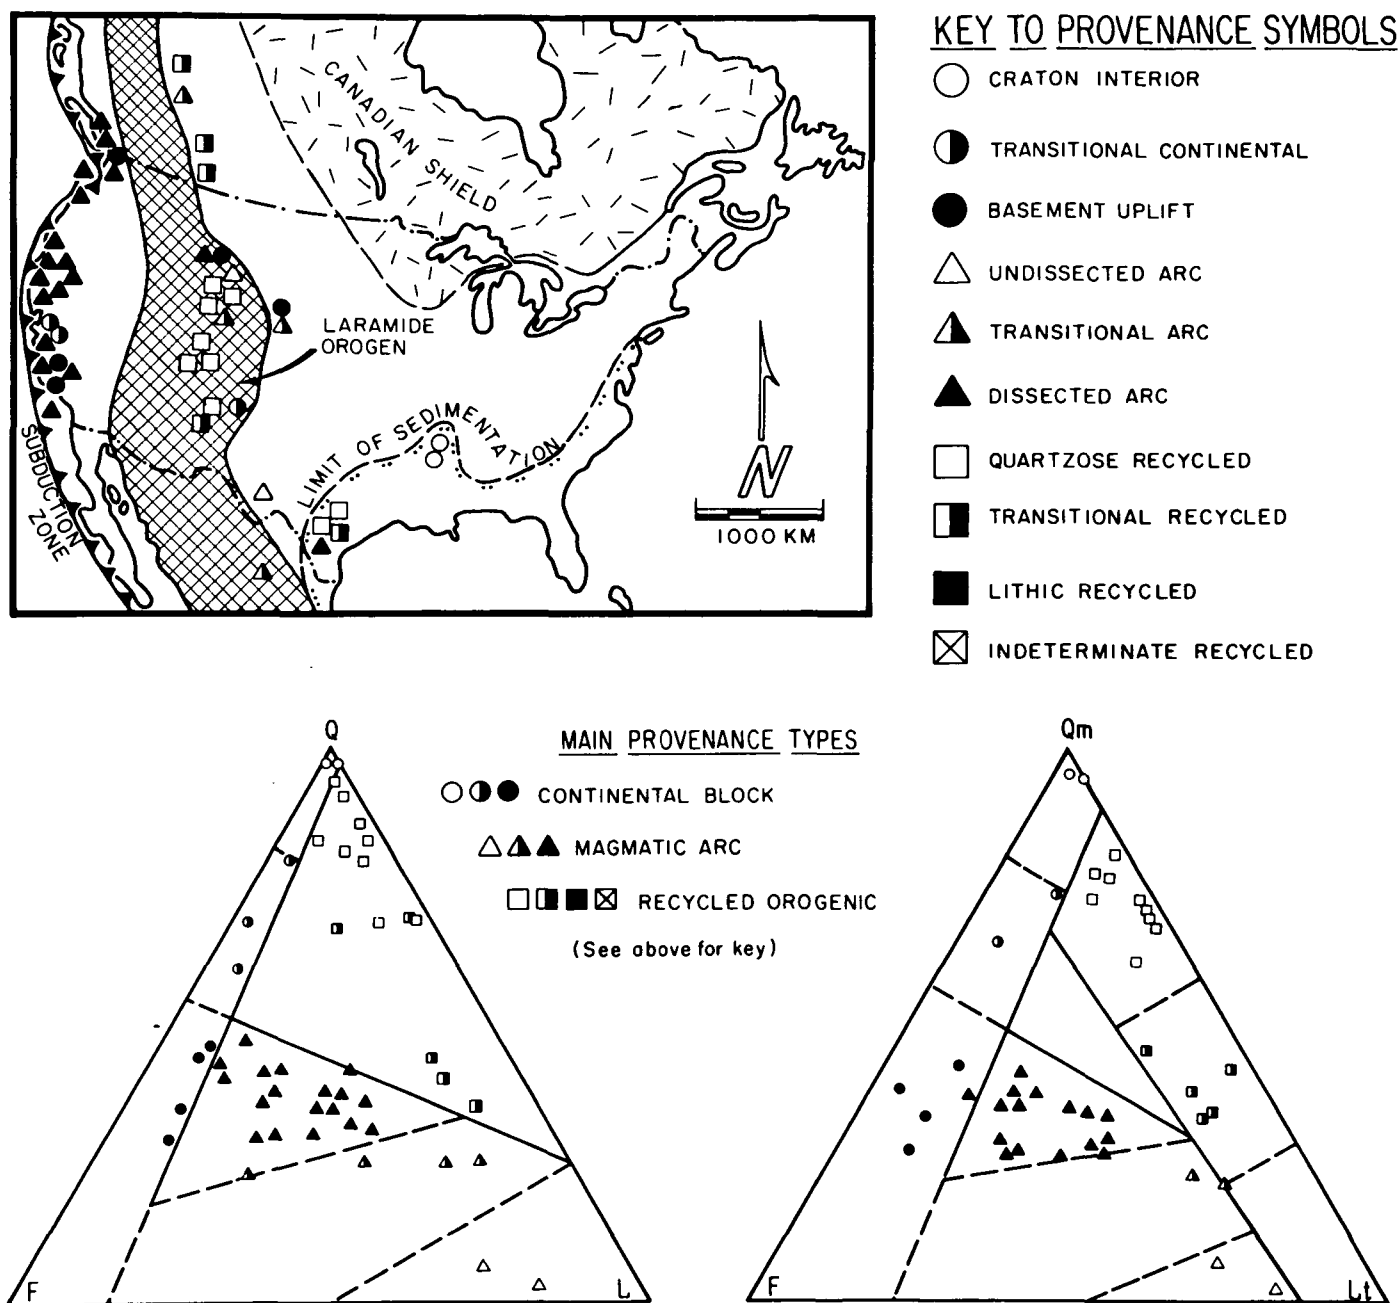 KEY TO PROVENANCE SYMBOLS
CRATON INTERIOR
TRANSITIONAL CONTINENTAL
BASEMENT UPLIFT
UNDISSECTED ARC
TRANSITIONAL ARC
DISSECTED ARC
QUARTZOSE RECYCLED
TRANSITIONAL RECYCLED
LITHIC RECYCLED
INDETERMINATE RECYCLED
CANADIAN SHIELD
LARAMIDE
OROGEN
LIMIT OF SEDIMENTATION
SUBDUCTION
ZONE
N
1000 KM
MAIN PROVENANCE TYPES
CONTINENTAL BLOCK
MAGMATIC ARC
RECYCLED OROGENIC
(See above for key)
Q
F
L
Qm
F
Lt